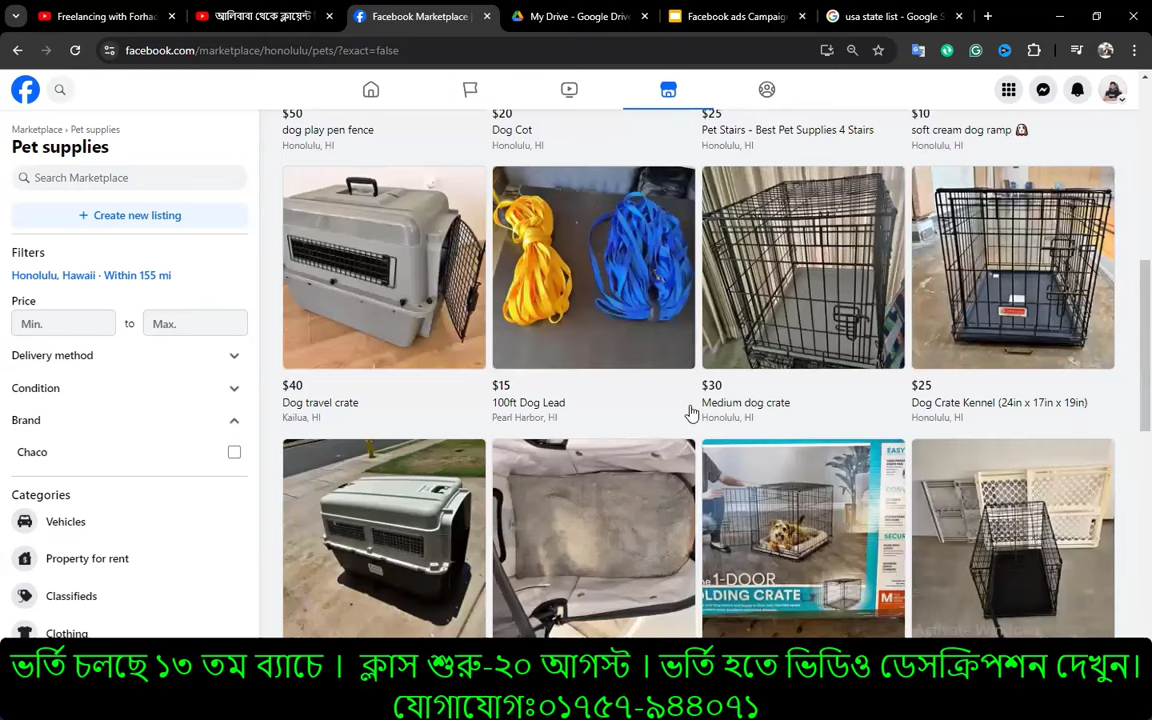 Freelancing with Forhad
আলিবাবা থেকে ক্লায়েন্ট
Facebook Marketplace
My Drive - Google Drive
Facebook ads Campaig
usa state list - Google S
facebook.com/marketplace/honolulu/pets/?exact=false
Marketplace › Pet supplies
Pet supplies
Search Marketplace
+ Create new listing
Filters
Honolulu, Hawaii · Within 155 mi
Price
Min. to Max.
Delivery method
Condition
Brand
Chaco
Categories
Vehicles
Property for rent
Classifieds
Clothing
$50 $20 $25 $10
dog play pen fence Dog Cot Pet Stairs - Best Pet Supplies 4 Stairs soft cream dog ramp
Honolulu, HI Honolulu, HI Honolulu, HI Honolulu, HI
$40 $15 $30 $25
Dog travel crate 100ft Dog Lead Medium dog crate Dog Crate Kennel (24in x 17in x 19in)
Kailua, HI Pearl Harbor, HI Honolulu, HI Honolulu, HI
EASY
SECUR
1-DOOR
LDING CRATE
M
ভর্তি চলছে ১৩ তম ব্যাচে । ক্লাস শুরু-২০ আগস্ট । ভর্তি হতে ভিডিও ডেসক্রিপশন দেখুন।
যোগাযোগঃ০১৭৫৭-৯৪৪০৭১